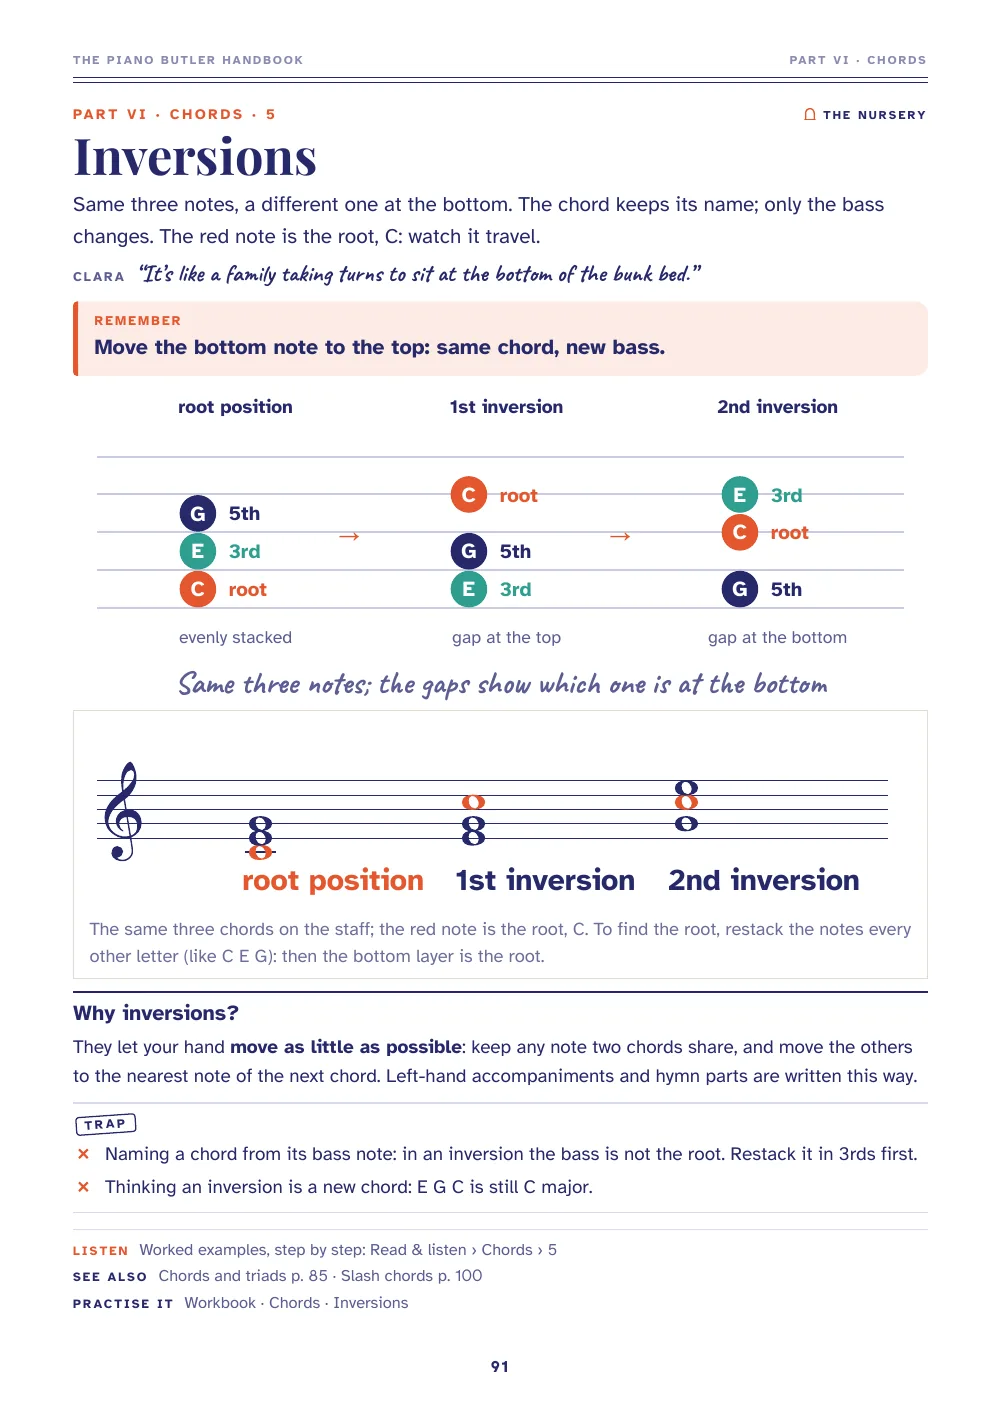 THE PIANO BUTLER HANDBOOK
PART VI · CHORDS
PART VI · CHORDS · 5
THE NURSERY
Inversions
Same three notes, a different one at the bottom. The chord keeps its name; only the bass
changes. The red note is the root, C: watch it travel.
CLARA “It’s like a family taking turns to sit at the bottom of the bunk bed.”
REMEMBER
Move the bottom note to the top: same chord, new bass.
root position
G 5th
E 3rd
C root
evenly stacked
→
1st inversion
C root
G 5th
E 3rd
gap at the top
→
2nd inversion
E 3rd
C root
G 5th
gap at the bottom
Same three notes; the gaps show which one is at the bottom
root position 1st inversion 2nd inversion
The same three chords on the staff; the red note is the root, C. To find the root, restack the notes every
other letter (like C E G): then the bottom layer is the root.
Why inversions?
They let your hand move as little as possible: keep any note two chords share, and move the others
to the nearest note of the next chord. Left-hand accompaniments and hymn parts are written this way.
TRAP
× Naming a chord from its bass note: in an inversion the bass is not the root. Restack it in 3rds first.
× Thinking an inversion is a new chord: E G C is still C major.
LISTEN Worked examples, step by step: Read & listen › Chords › 5
SEE ALSO Chords and triads p. 85 · Slash chords p. 100
PRACTISE IT Workbook · Chords · Inversions
91